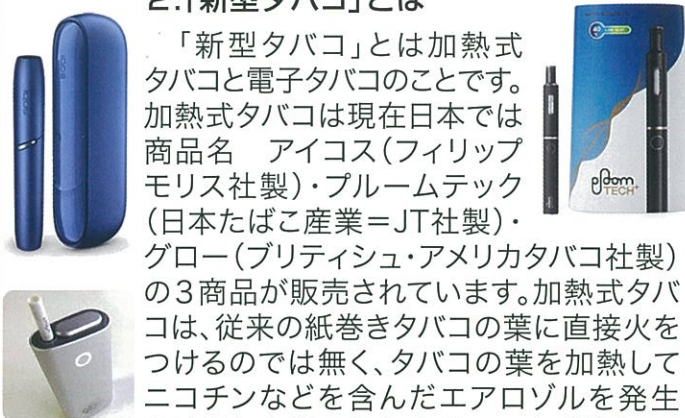 2.「新型タバコ」とは
「新型タバコ」とは加熱式
タバコと電子タバコのことです。
加熱式タバコは現在日本では
商品名　アイコス(フィリップ
モリス社製)・プルームテック
(日本たばこ産業=JT社製)・
グロー(ブリティシュ・アメリカタバコ社製)
の3商品が販売されています。加熱式タバ
コは、従来の紙巻きタバコの葉に直接火を
つけるのでは無く、タバコの葉を加熱して
ニコチンなどを含んだエアロゾルを発生
Ploom
TECH+